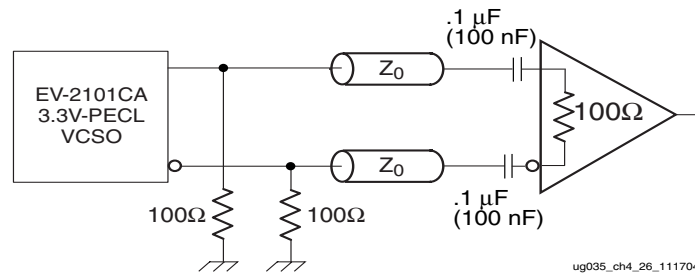 .1 µF
(100 nF)
EV-2101CA
3.3V-PECL
VCSO
Z0
100Ω
Z0
.1 µF
(100 nF)
100Ω
100Ω
ug035_ch4_26_111704